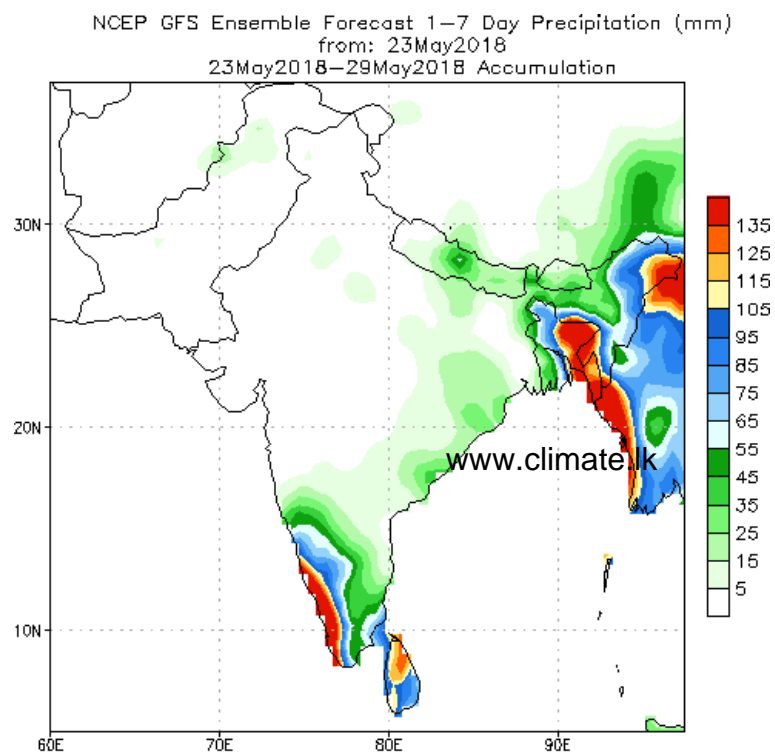 NCEP GFS Ensemble Forecast 1-7 Day Precipitation (mm)
from: 23May2018
23May2018-29May2018 Accumulation
30N
20N
10N
60E
70E
80E
90E
135
125
115
105
95
85
75
65
55
45
35
25
15
5
www.climate.lk